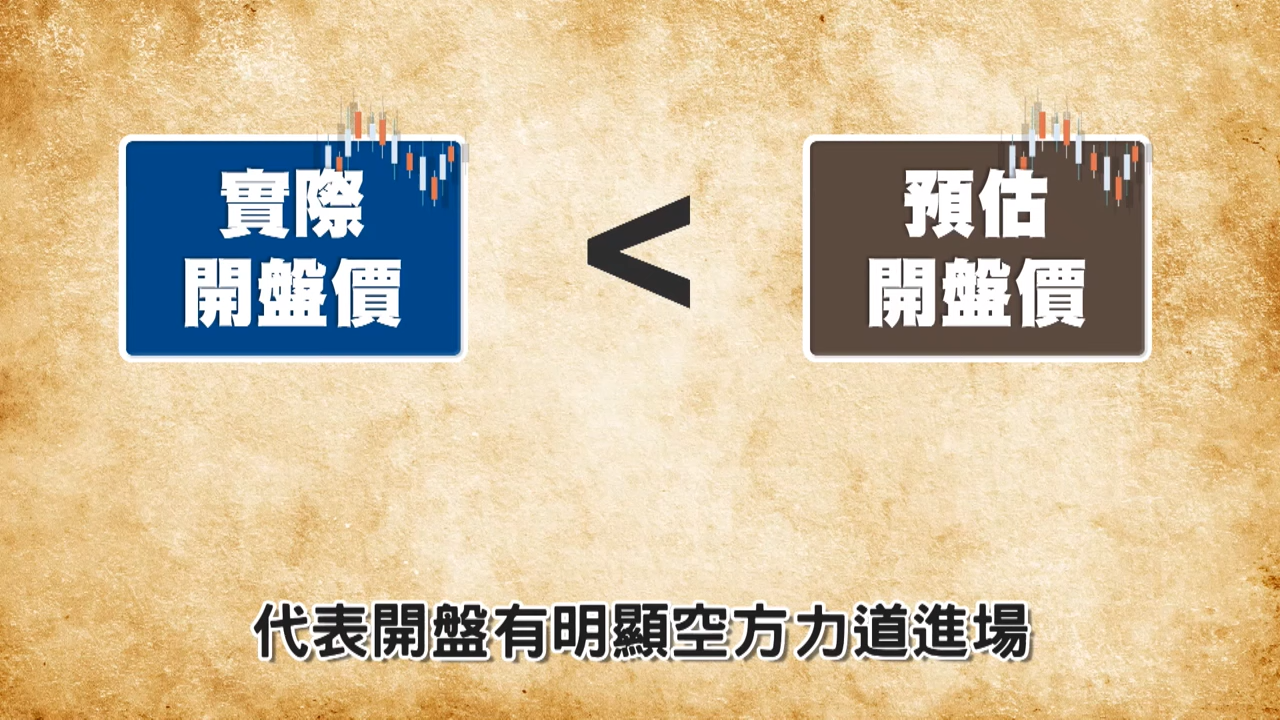 實際
開盤價
<
預估
開盤價
代表開盤有明顯空方力道進場